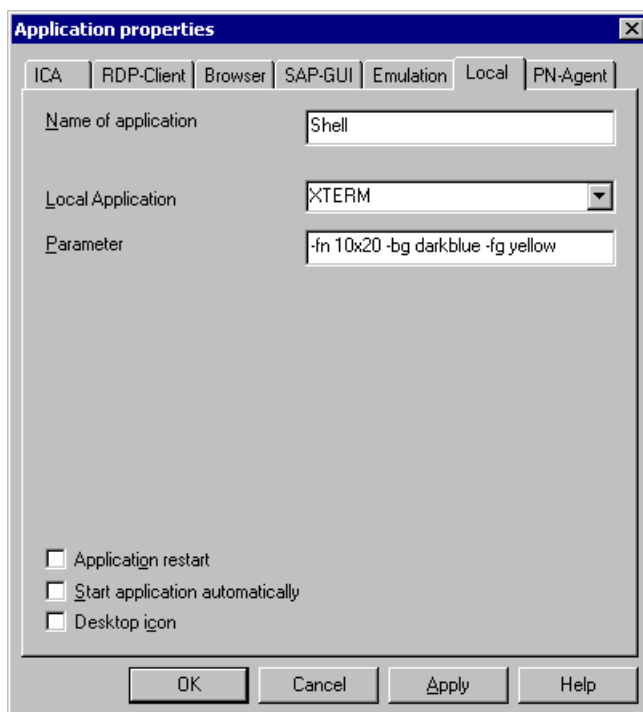 Application properties
ICA RDP-Client Browser SAP-GUI Emulation Local PN-Agent
Name of application Shell
Local Application XTERM
Parameter -fn 10x20 -bg darkblue -fg yellow
Application restart
Start application automatically
Desktop icon
OK Cancel Apply Help